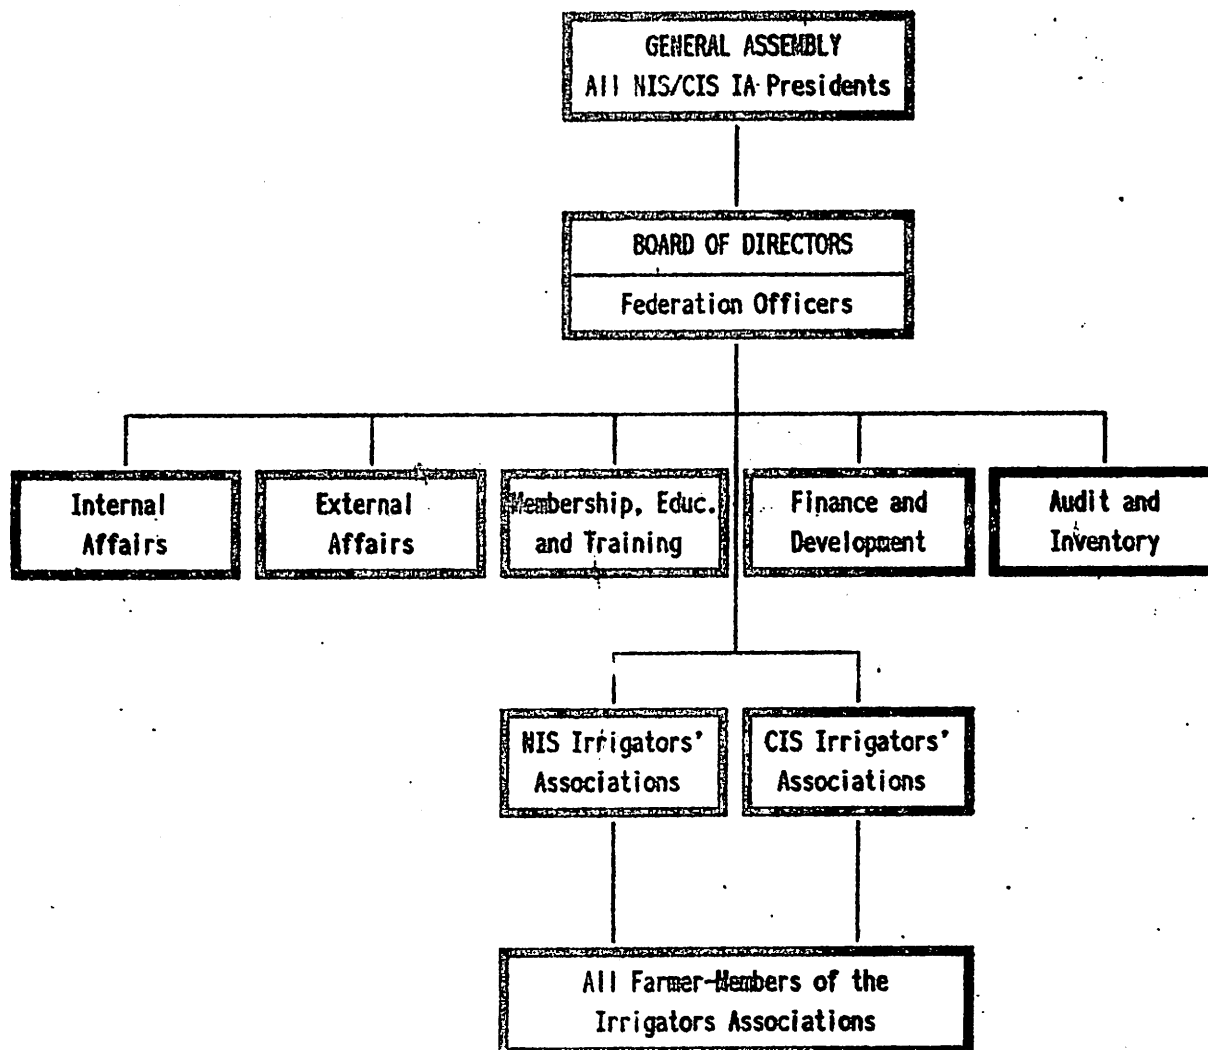 GENERAL ASSEMBLY
All NIS/CIS IA Presidents
BOARD OF DIRECTORS
Federation Officers
Internal
Affairs
External
Affairs
Membership, Educ.
and Training
Finance and
Development
Audit and
Inventory
NIS Irrigators'
Associations
CIS Irrigators'
Associations
All Farmer-Members of the
Irrigators Associations